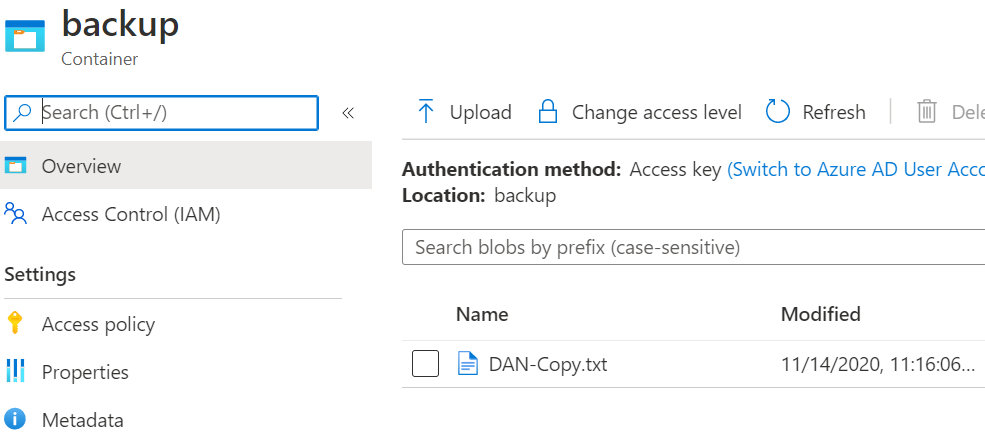 backup
Container
Search (Ctrl+/)
«
Overview
Access Control (IAM)
Settings
Access policy
Properties
Metadata
Upload Change access level Refresh Dele
Authentication method: Access key (Switch to Azure AD User Acco
Location: backup
Search blobs by prefix (case-sensitive)
Name Modified
DAN-Copy.txt 11/14/2020, 11:16:06...